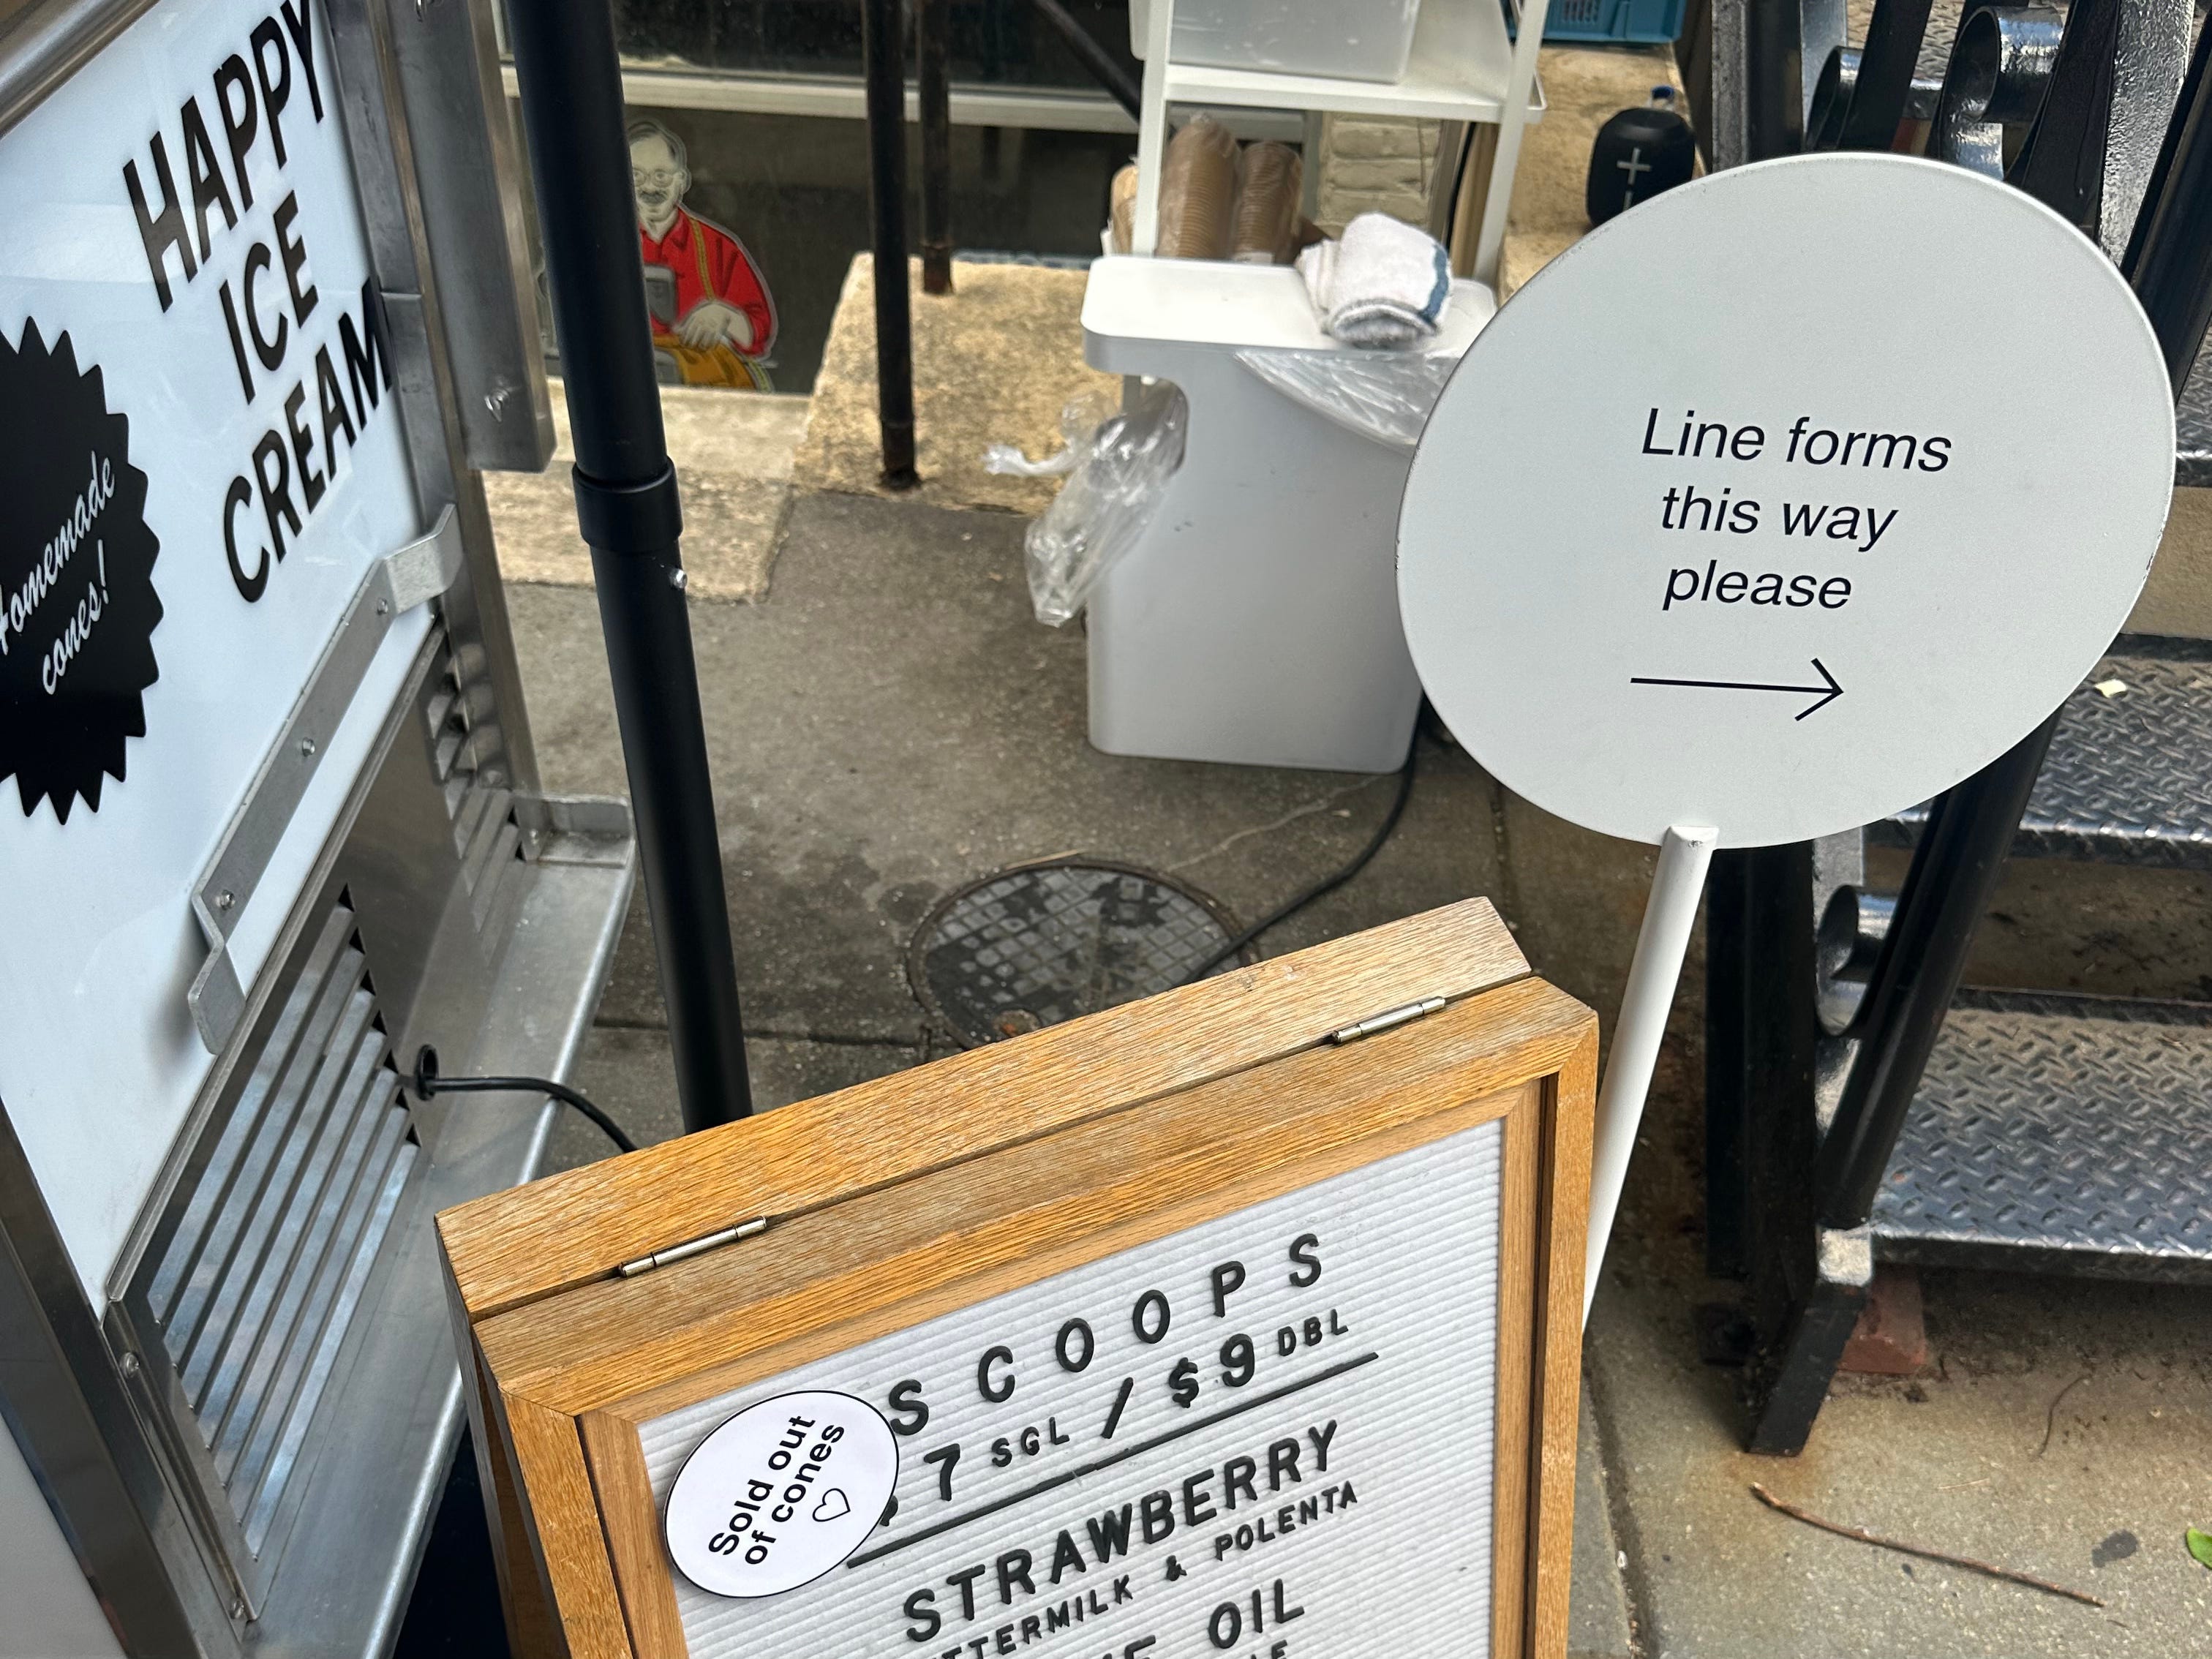 HAPPY
ICE
CREAM
Homemade
cones!
Line forms
this way
please
SCOOPS
$7 SGL / $9 DBL
Sold out
of cones
STRAWBERRY
& POLENTA
OIL